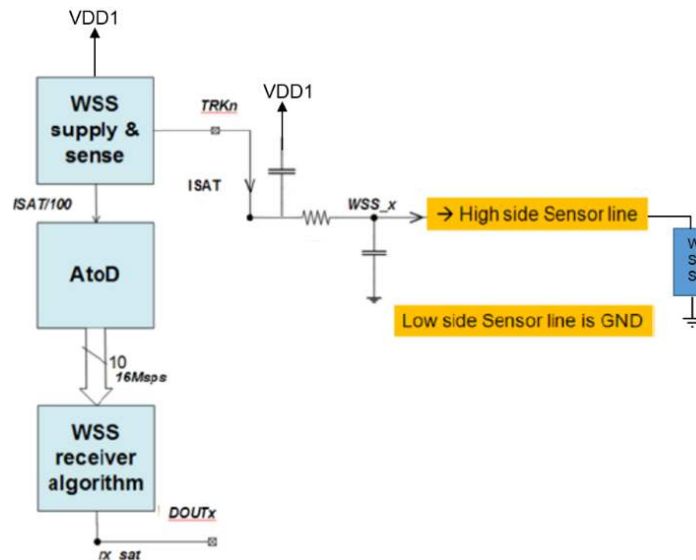 VDD1
WSS
supply &
sense
TRKn
VDD1
ISAT
ISAT/100
WSS_x
→ High side Sensor line
W
S
S
AtoD
Low side Sensor line is GND
10
16Msps
WSS
receiver
algorithm
DOUTx
rx_sat